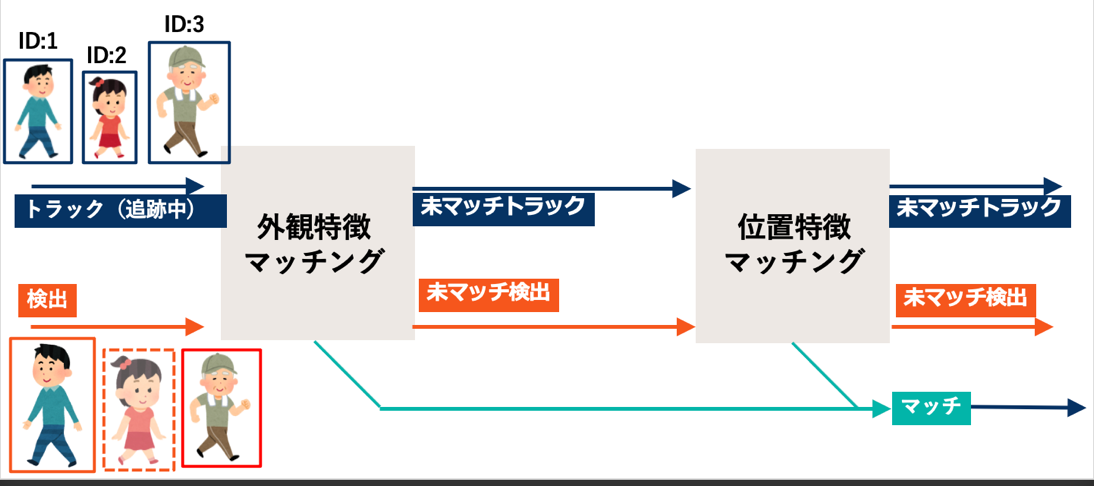 ID:1
ID:2
ID:3
トラック（追跡中）
検出
外観特徴
マッチング
未マッチトラック
未マッチ検出
位置特徴
マッチング
未マッチトラック
未マッチ検出
マッチ